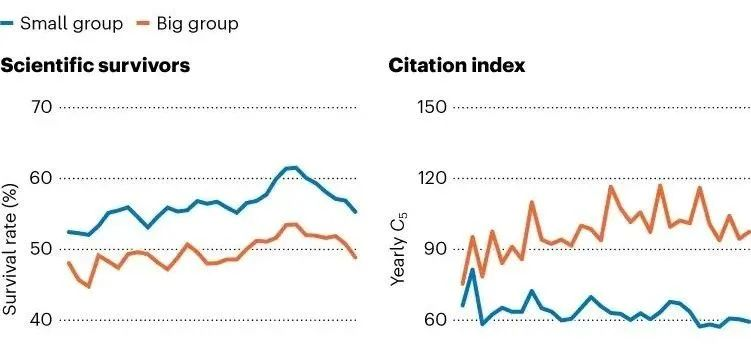 Small group Big group
Scientific survivors
70
60
50
40
Survival rate (%)
Citation index
150
120
90
60
Yearly C5